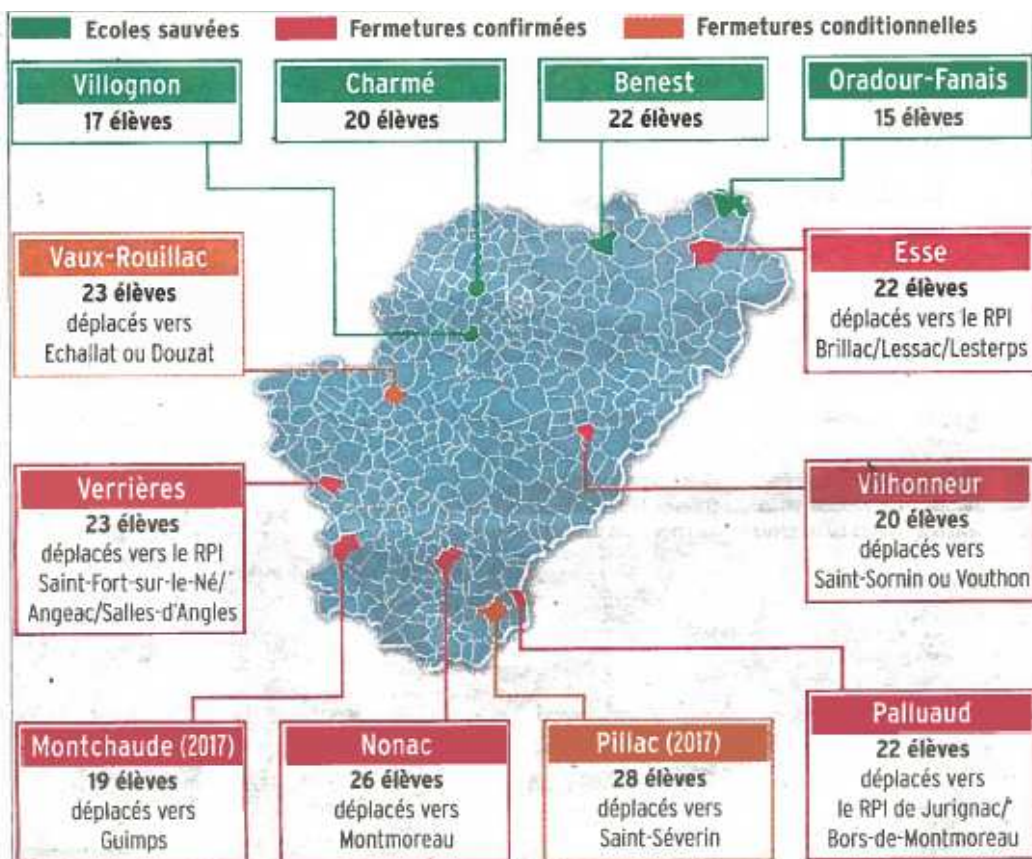 Ecoles sauvées
Fermetures confirmées
Fermetures conditionnelles
Villognon
17 élèves
Charmé
20 élèves
Benest
22 élèves
Oradour-Fanais
15 élèves
Vaux-Rouillac
23 élèves
déplacés vers
Echallat ou Douzat
Esse
22 élèves
déplacés vers le RPI
Brillac/Lessac/Lesterps
Verrières
23 élèves
déplacés vers le RPI
Saint-Fort-sur-le-Né/
Angeac/Salles-d'Angles
Vilhonneur
20 élèves
déplacés vers
Saint-Sornin ou Vouthon
Montchaude (2017)
19 élèves
déplacés vers
Guimps
Nonac
26 élèves
déplacés vers
Montmoreau
Pillac (2017)
28 élèves
déplacés vers
Saint-Séverin
Palluaud
22 élèves
déplacés vers
le RPI de Jurignac/
Bors-de-Montmoreau